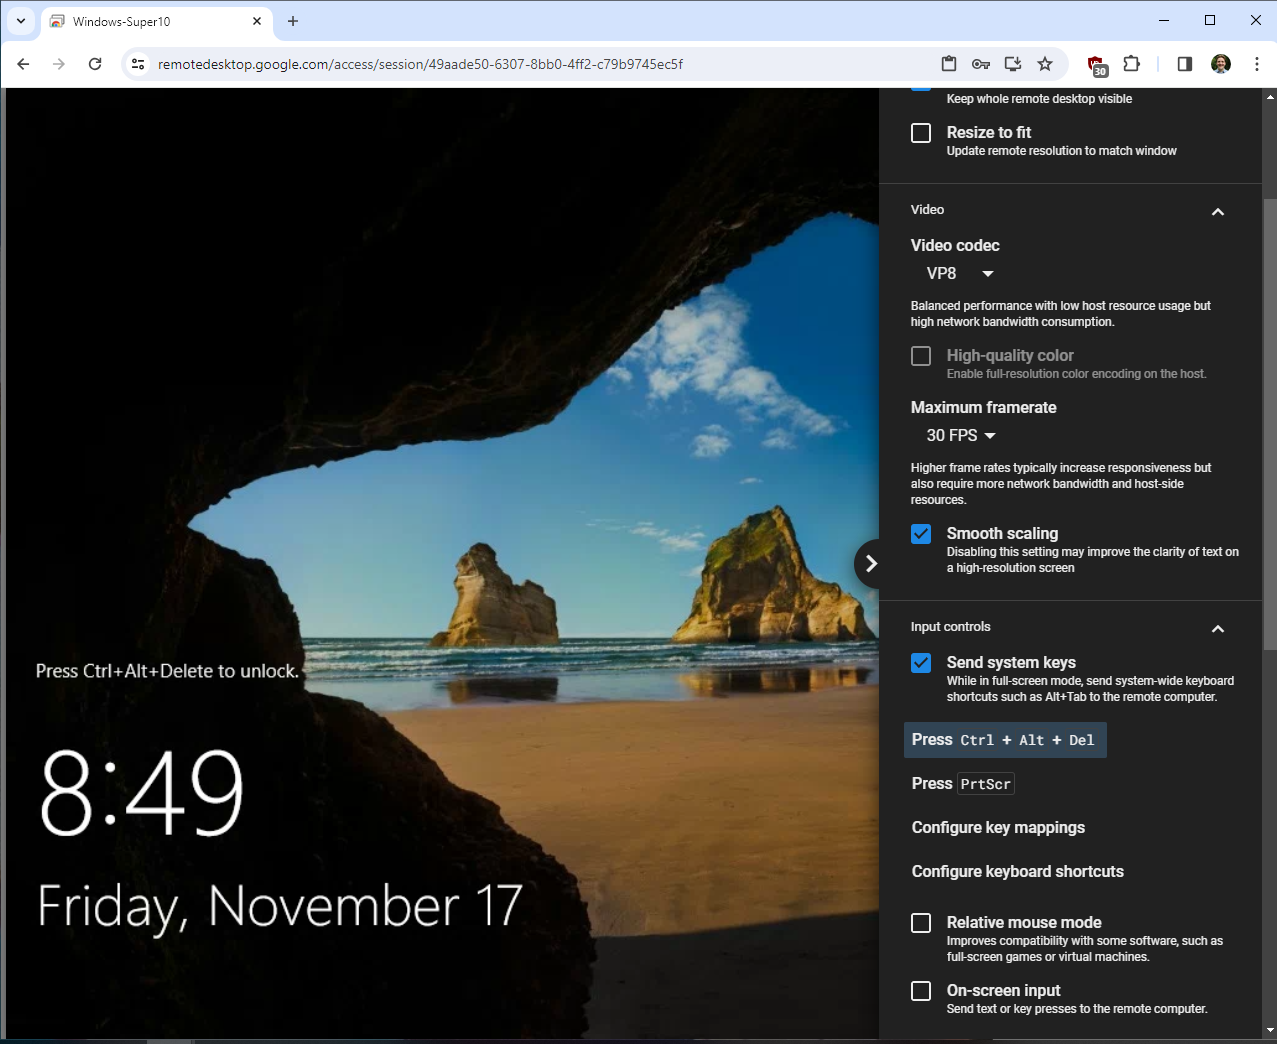 Windows-Super10
remotedesktop.google.com/access/session/49aade50-6307-8bb0-4ff2-c79b9745ec5f
30
Keep whole remote desktop visible
Resize to fit
Update remote resolution to match window
Video
Video codec
VP8
Balanced performance with low host resource usage but
high network bandwidth consumption.
High-quality color
Enable full-resolution color encoding on the host.
Maximum framerate
30 FPS
Higher frame rates typically increase responsiveness but
also require more network bandwidth and host-side
resources.
Smooth scaling
Disabling this setting may improve the clarity of text on
a high-resolution screen
Input controls
Send system keys
While in full-screen mode, send system-wide keyboard
shortcuts such as Alt+Tab to the remote computer.
Press Ctrl + Alt + Del
Press PrtScr
Configure key mappings
Configure keyboard shortcuts
Relative mouse mode
Improves compatibility with some software, such as
full-screen games or virtual machines.
On-screen input
Send text or key presses to the remote computer.
Press Ctrl+Alt+Delete to unlock.
8:49
Friday, November 17